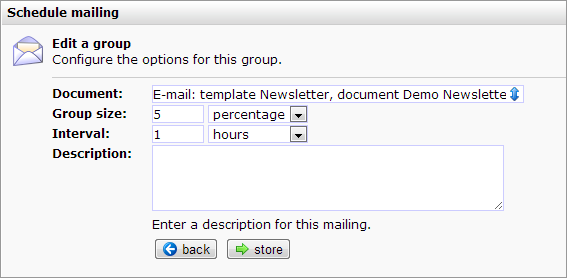 Schedule mailing
Edit a group
Configure the options for this group.
Document: E-mail: template Newsletter, document Demo Newslette
Group size: 5 percentage
Interval: 1 hours
Description:
Enter a description for this mailing.
back store